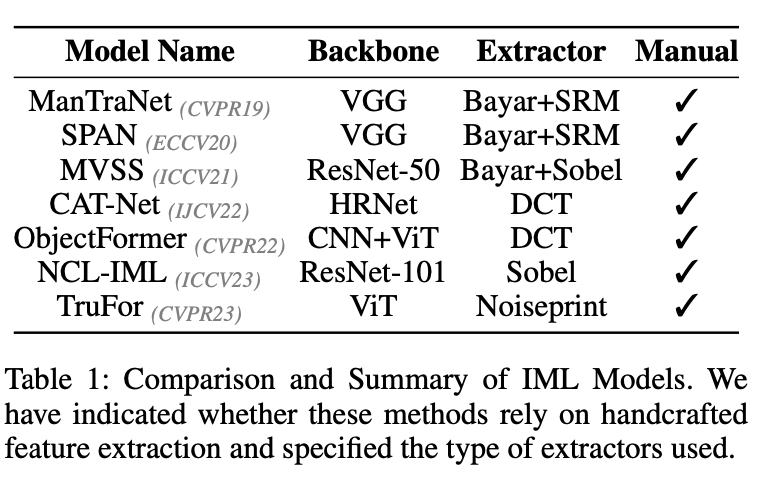 Model Name Backbone Extractor Manual
ManTraNet (CVPR19) VGG Bayar+SRM ✓
SPAN (ECCV20) VGG Bayar+SRM ✓
MVSS (ICCV21) ResNet-50 Bayar+Sobel ✓
CAT-Net (IJCV22) HRNet DCT ✓
ObjectFormer (CVPR22) CNN+ViT DCT ✓
NCL-IML (ICCV23) ResNet-101 Sobel ✓
TruFor (CVPR23) ViT Noiseprint ✓
Table 1: Comparison and Summary of IML Models. We
have indicated whether these methods rely on handcrafted
feature extraction and specified the type of extractors used.